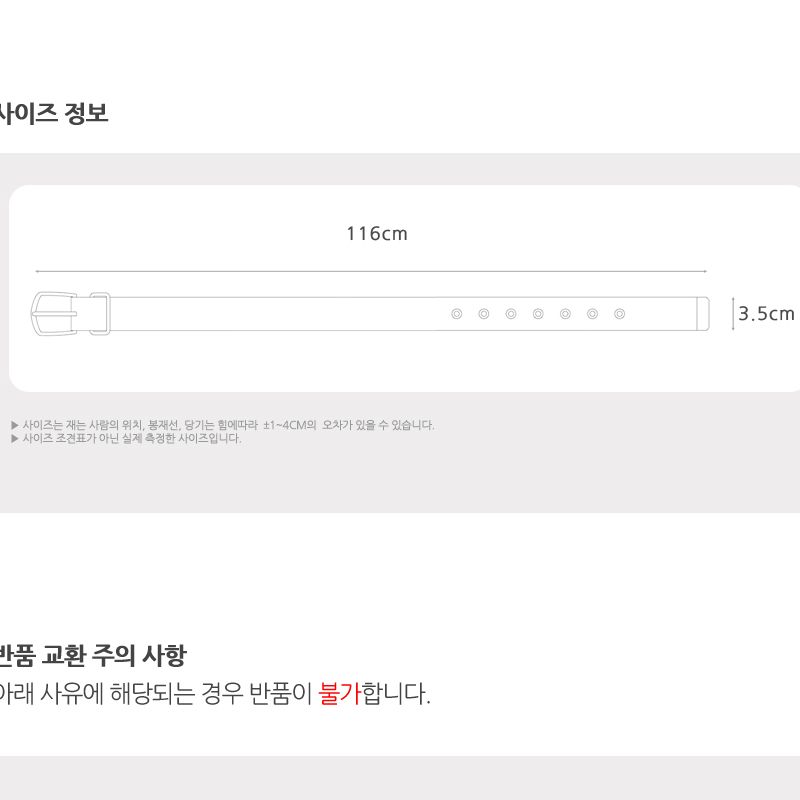 사이즈 정보
116cm
3.5cm
▶ 사이즈는 재는 사람의 위치, 봉재선, 당기는 힘에따라 ±1~4CM의 오차가 있을 수 있습니다.
▶ 사이즈 조견표가 아닌 실제 측정한 사이즈입니다.
반품 교환 주의 사항
아래 사유에 해당되는 경우 반품이 불가합니다.